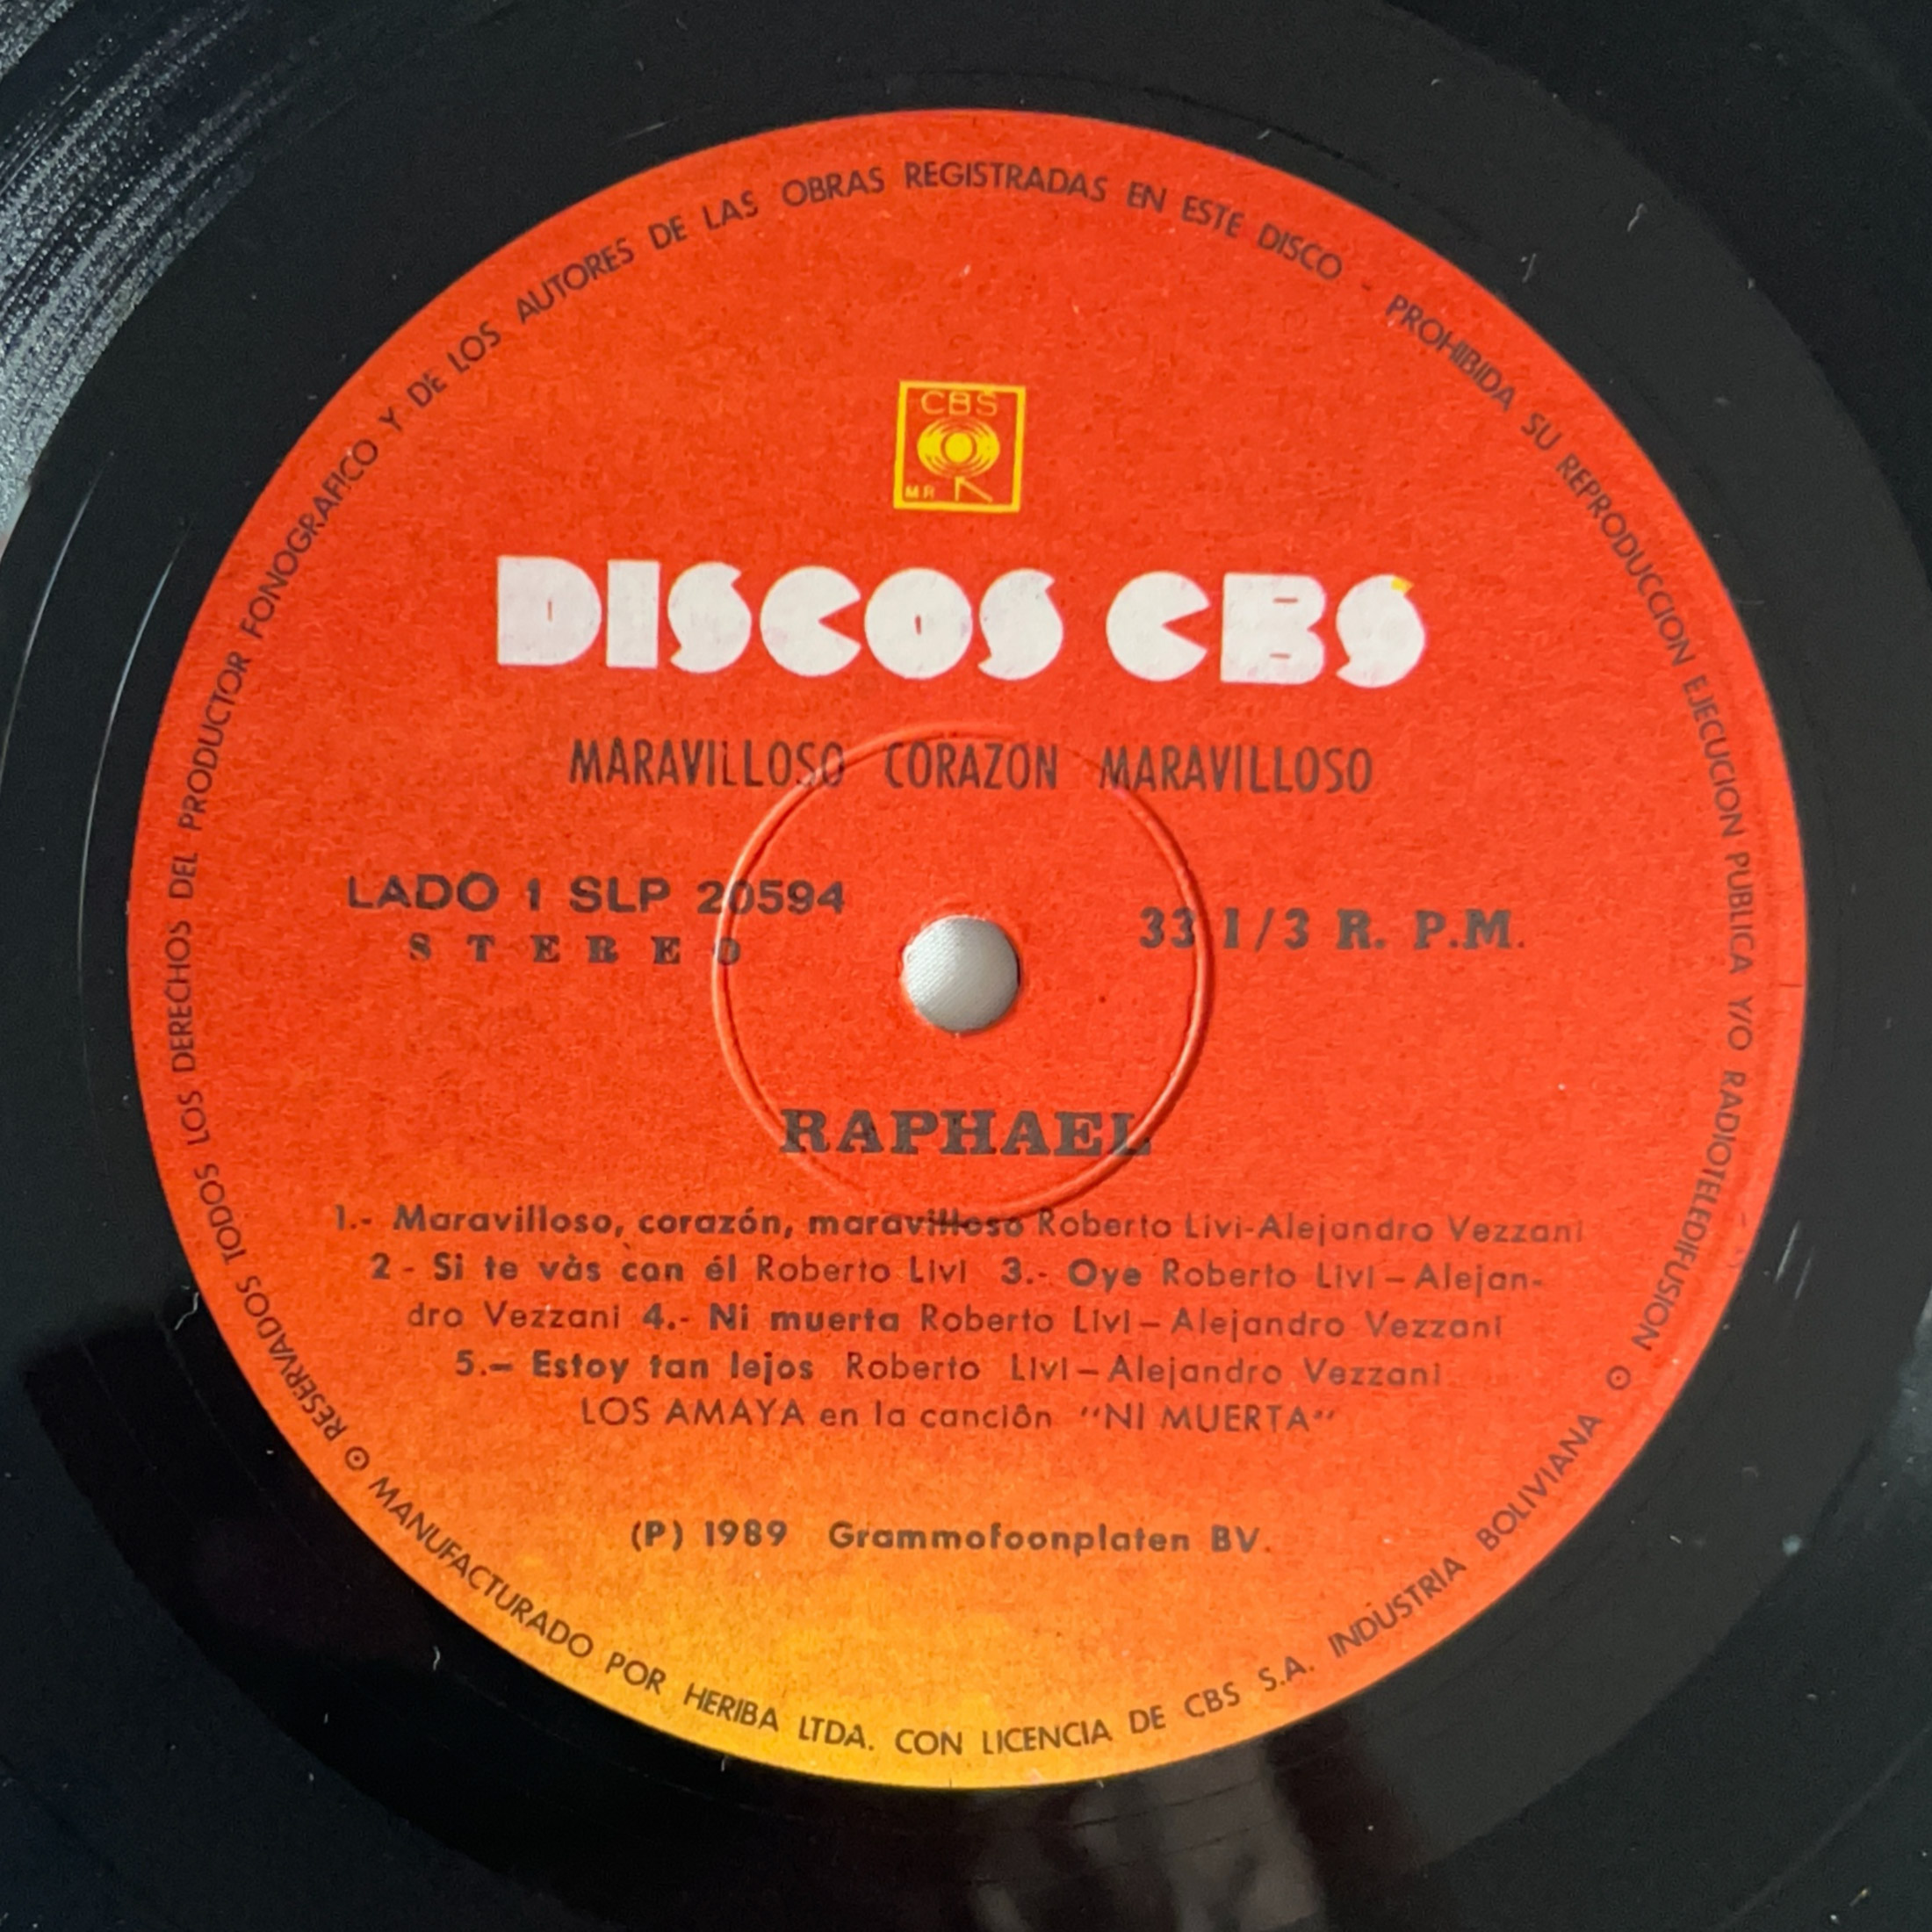 RESERVADOS TODOS LOS DERECHOS DEL PRODUCTOR FONOGRAFICO Y DE LOS AUTORES DE LAS OBRAS REGISTRADAS EN ESTE DISCO - PROHIBIDA SU REPRODUCCION EJECUCION PUBLICA Y/O RADIOTELEDIFUSION
CBS
M.R
DISCOS CBS
MARAVILLOSO CORAZON MARAVILLOSO
LADO 1 SLP 20594
STEREO
33 1/3 R. P.M.
RAPHAEL
1.- Maravilloso, corazón, maravilloso Roberto Livi-Alejandro Vezzani
2 - Si te vàs con él Roberto Livi 3.- Oye Roberto Livi – Alejan-
dro Vezzani 4.- Ni muerta Roberto Livi – Alejandro Vezzani
5.– Estoy tan lejos Roberto Livi – Alejandro Vezzani
LOS AMAYA en la canciôn "NI MUERTA"
(P) 1989 Grammofoonplaten BV.
MANUFACTURADO POR HERIBA LTDA. CON LICENCIA DE CBS S.A. INDUSTRIA BOLIVIANA